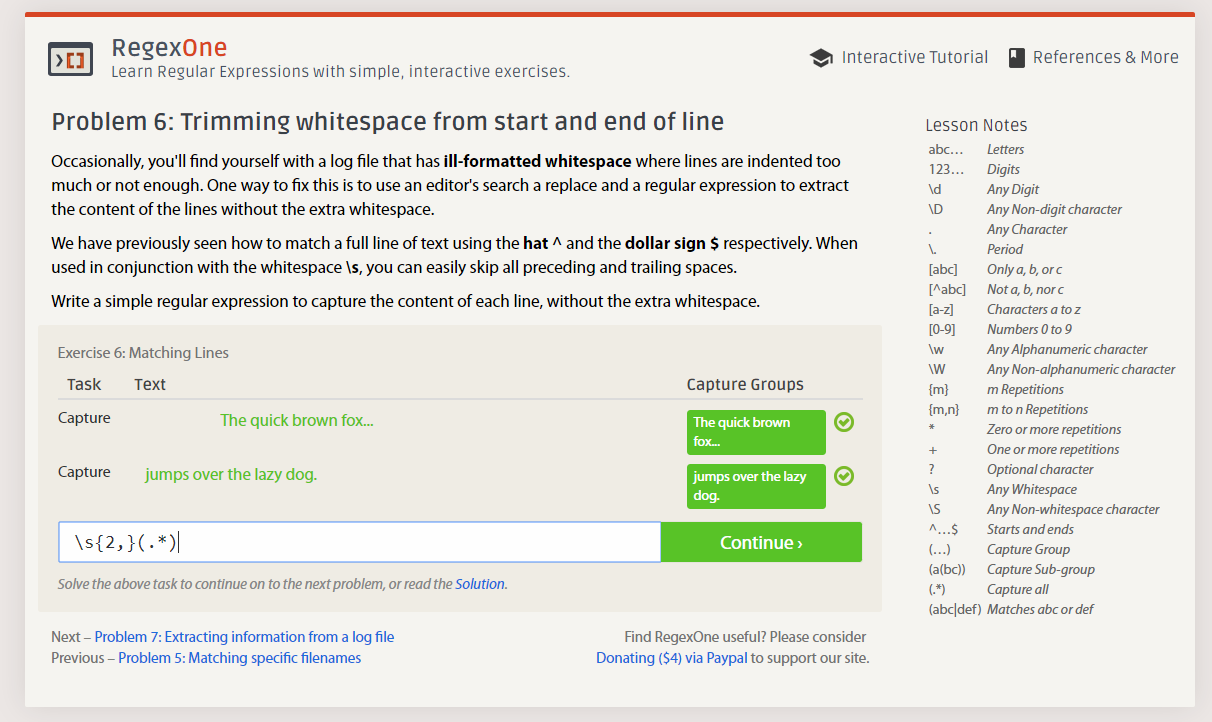 RegexOne
Learn Regular Expressions with simple, interactive exercises.
Interactive Tutorial
References & More
Problem 6: Trimming whitespace from start and end of line
Occasionally, you'll find yourself with a log file that has ill-formatted whitespace where lines are indented too
much or not enough. One way to fix this is to use an editor's search a replace and a regular expression to extract
the content of the lines without the extra whitespace.
We have previously seen how to match a full line of text using the hat ^ and the dollar sign $ respectively. When
used in conjunction with the whitespace \s, you can easily skip all preceding and trailing spaces.
Write a simple regular expression to capture the content of each line, without the extra whitespace.
Exercise 6: Matching Lines
Task Text Capture Groups
Capture The quick brown fox... The quick brown
fox...
Capture jumps over the lazy dog. jumps over the lazy
dog.
\s{2,}(.*)
Continue ›
Solve the above task to continue on to the next problem, or read the Solution.
Next – Problem 7: Extracting information from a log file
Previous – Problem 5: Matching specific filenames
Find RegexOne useful? Please consider
Donating ($4) via Paypal to support our site.
Lesson Notes
abc… Letters
123… Digits
\d Any Digit
\D Any Non-digit character
. Any Character
\. Period
[abc] Only a, b, or c
[^abc] Not a, b, nor c
[a-z] Characters a to z
[0-9] Numbers 0 to 9
\w Any Alphanumeric character
\W Any Non-alphanumeric character
{m} m Repetitions
{m,n} m to n Repetitions
* Zero or more repetitions
+ One or more repetitions
? Optional character
\s Any Whitespace
\S Any Non-whitespace character
^…$ Starts and ends
(…) Capture Group
(a(bc)) Capture Sub-group
(.*) Capture all
(abc|def) Matches abc or def